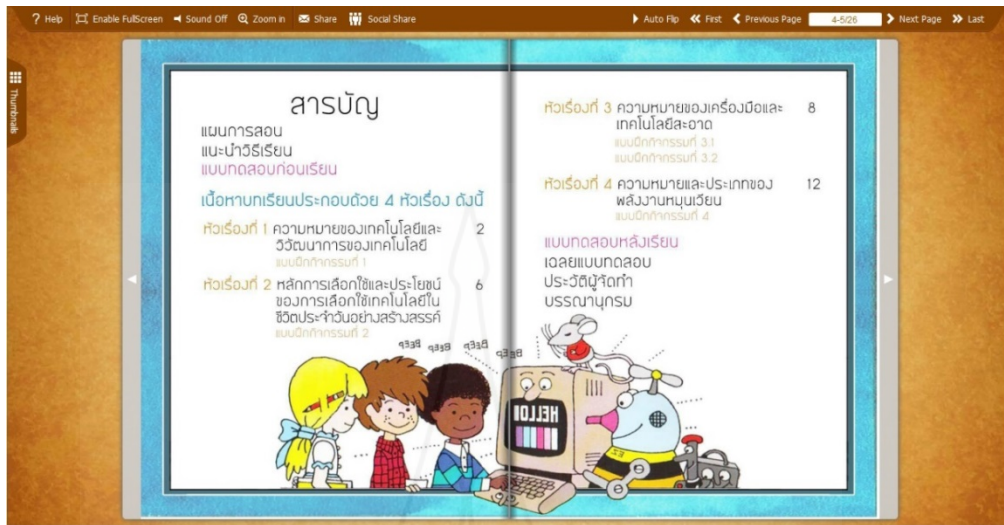 ? Help Enable FullScreen Sound Off Zoom in Share Social Share Auto Flip First Previous Page 4-5/26 Next Page Last
Thumbnails
สารบัญ
แผนการสอน
แนะนำวิธีเรียน
แบบทดสอบก่อนเรียน
เนื้อหาบทเรียนประกอบด้วย 4 หัวเรื่อง ดังนี้
หัวเรื่องที่ 1 ความหมายของเทคโนโลยีและ 2
วิวัฒนาการของเทคโนโลยี
แบบฝึกกิจกรรมที่ 1
หัวเรื่องที่ 2 หลักการเลือกใช้และประโยชน์ 6
ของการเลือกใช้เทคโนโลยีใน
ชีวิตประจำวันอย่างสร้างสรรค์
แบบฝึกกิจกรรมที่ 2
หัวเรื่องที่ 3 ความหมายของเครื่องมือและ 8
เทคโนโลยีสะอาด
แบบฝึกกิจกรรมที่ 3.1
แบบฝึกกิจกรรมที่ 3.2
หัวเรื่องที่ 4 ความหมายและประเภทของ 12
พลังงานหมุนเวียน
แบบฝึกกิจกรรมที่ 4
แบบทดสอบหลังเรียน
เฉลยแบบทดสอบ
ประวัติผู้จัดทำ
บรรณานุกรม
BEEP BEEP BEEP BEEP
HELLO